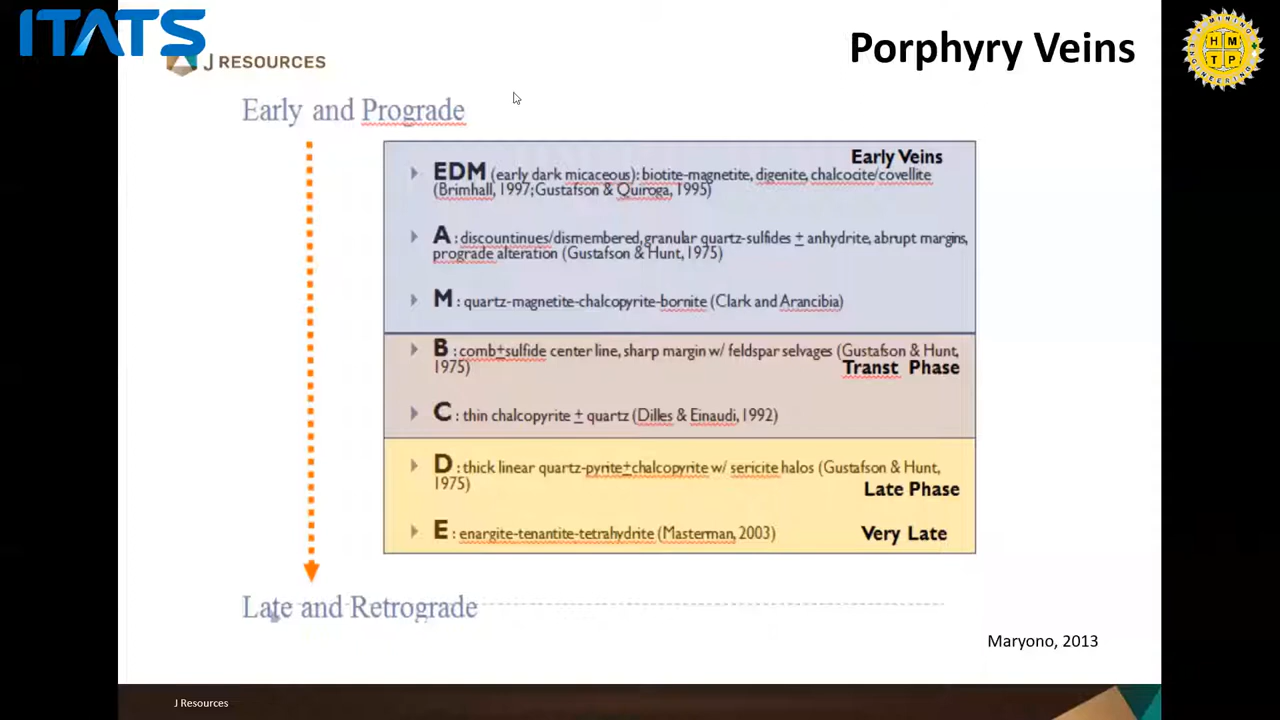 ITATS
J RESOURCES
Porphyry Veins
H M
T P
MINING ENGINEERING
Early and Prograde
Early Veins
EDM (early dark micaceous): biotite-magnetite, digenite, chalcocite/covellite
(Brimhall, 1997;Gustafson & Quiroga, 1995)
A : discountinues/dismembered, granular quartz-sulfides ± anhydrite, abrupt margins,
prograde alteration (Gustafson & Hunt, 1975)
M : quartz-magnetite-chalcopyrite-bornite (Clark and Arancibia)
B : comb±sulfide center line, sharp margin w/ feldspar selvages (Gustafson & Hunt,
1975)
Transt Phase
C : thin chalcopyrite ± quartz (Dilles & Einaudi, 1992)
D : thick linear quartz-pyrite±chalcopyrite w/ sericite halos (Gustafson & Hunt,
1975)
Late Phase
E : enargite-tenantite-tetrahydrite (Masterman, 2003)
Very Late
Late and Retrograde
Maryono, 2013
J Resources